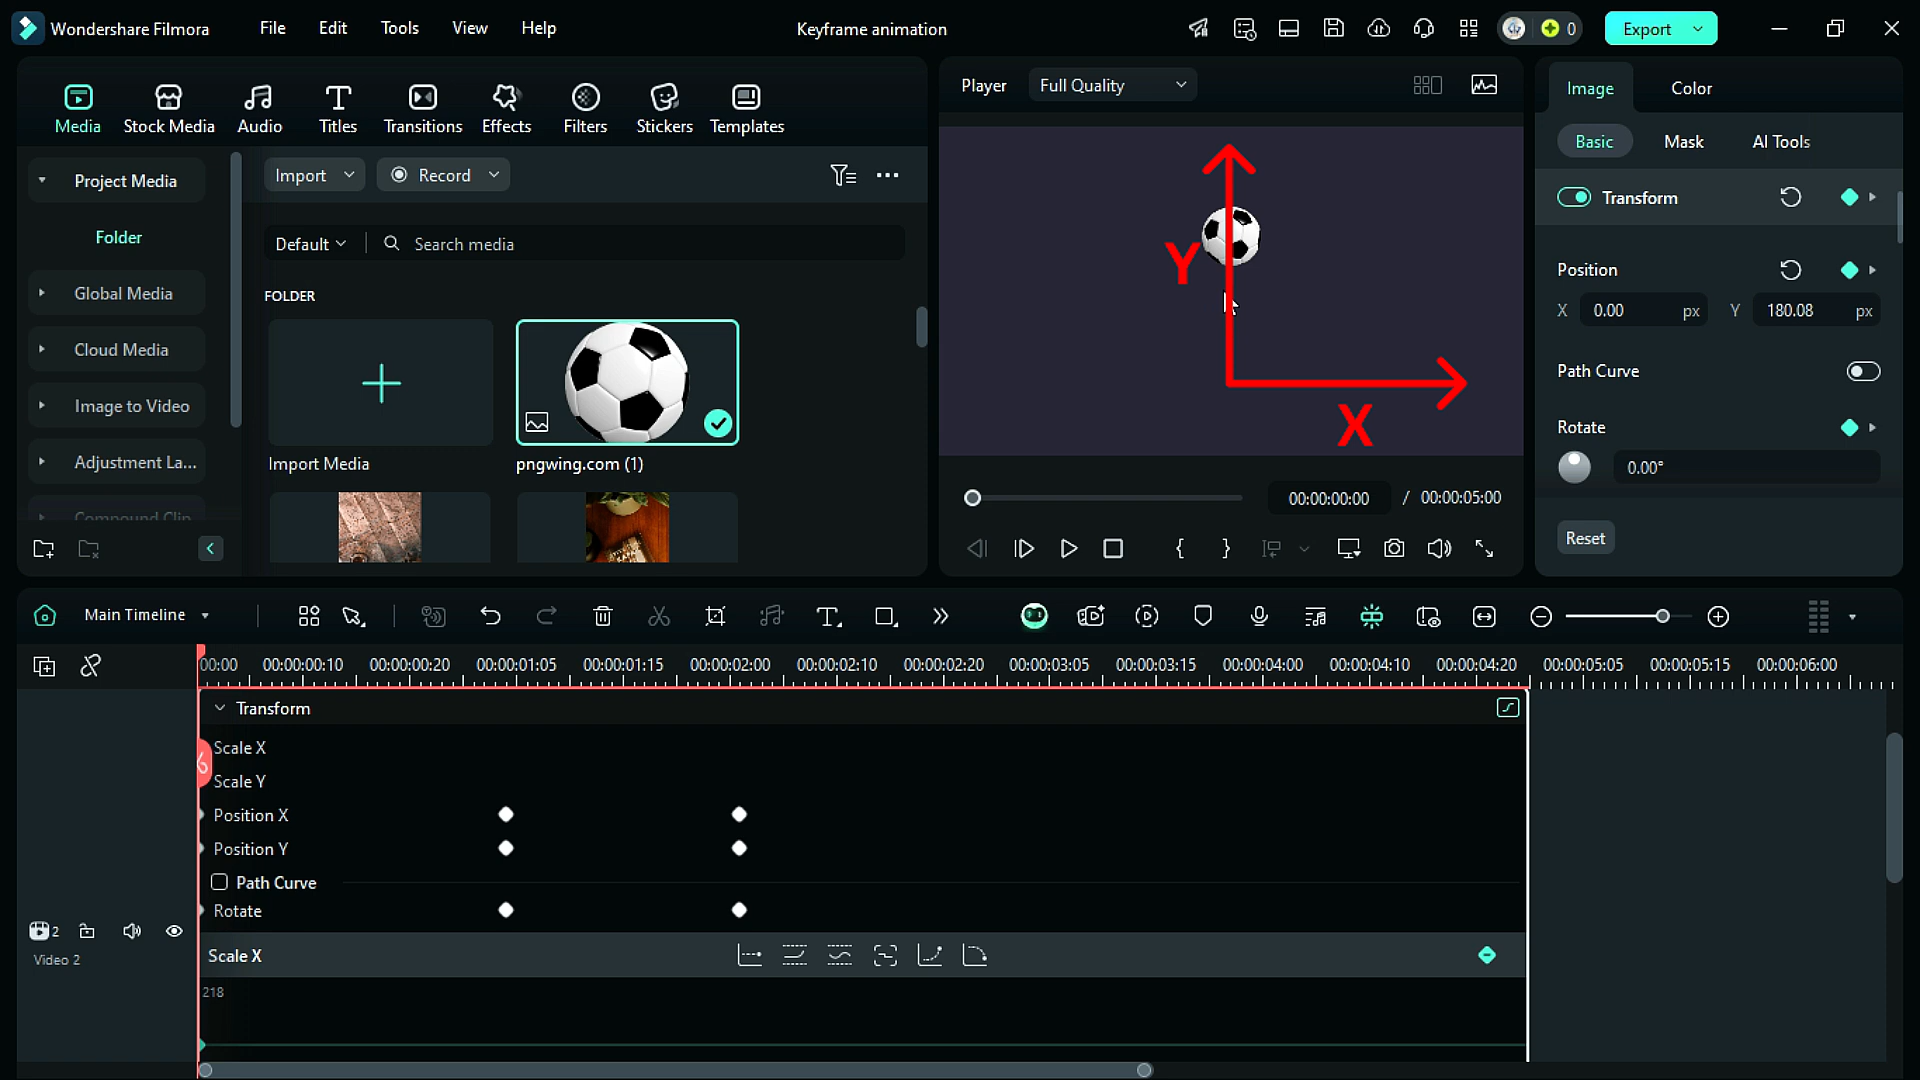 Wondershare Filmora
File
Edit
Tools
View
Help
Keyframe animation
0
Export
Media
Stock Media
Audio
Titles
Transitions
Effects
Filters
Stickers
Templates
Player
Full Quality
Image
Color
Basic
Mask
AI Tools
Project Media
Folder
Global Media
Cloud Media
Image to Video
Adjustment La...
Compound Clip
Import
Record
Default
Search media
FOLDER
Import Media
pngwing.com (1)
Y
X
00:00:00:00 / 00:00:05:00
Transform
Position
X 0.00 px Y 180.08 px
Path Curve
Rotate
0.00°
Reset
Main Timeline
00:00 00:00:00:10 00:00:00:20 00:00:01:05 00:00:01:15 00:00:02:00 00:00:02:10 00:00:02:20 00:00:03:05 00:00:03:15 00:00:04:00 00:00:04:10 00:00:04:20 00:00:05:05 00:00:05:15 00:00:06:00
Transform
Scale X
Scale Y
Position X
Position Y
Path Curve
Rotate
2
Video 2
Scale X
218